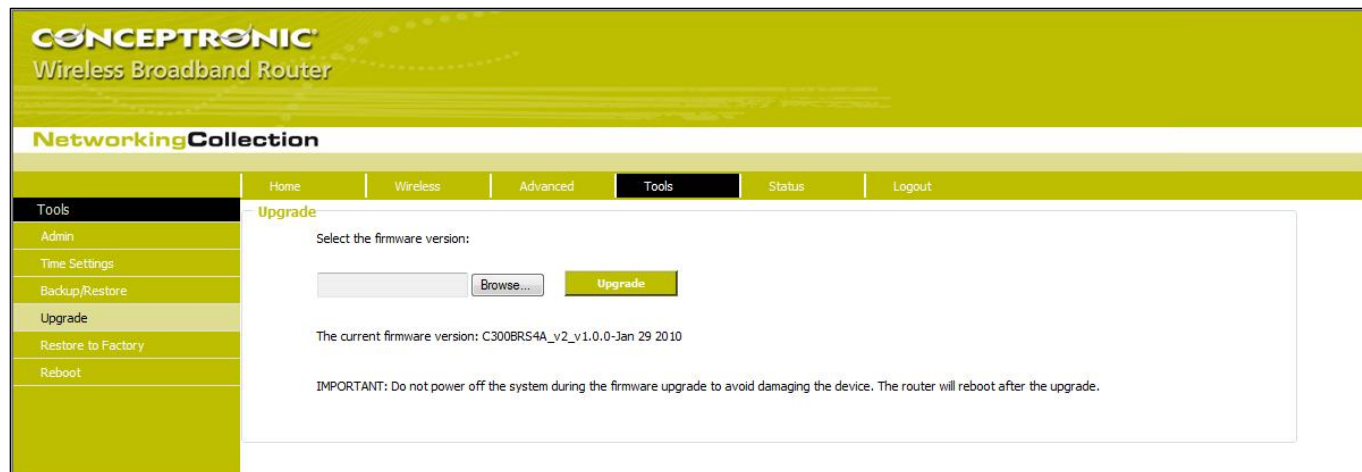 CONCEPTRONIC
Wireless Broadband Router
NetworkingCollection
Home Wireless Advanced Tools Status Logout
Tools
Admin
Time Settings
Backup/Restore
Upgrade
Restore to Factory
Reboot
Upgrade
Select the firmware version:
Browse... Upgrade
The current firmware version: C300BRS4A_v2_v1.0.0-Jan 29 2010
IMPORTANT: Do not power off the system during the firmware upgrade to avoid damaging the device. The router will reboot after the upgrade.